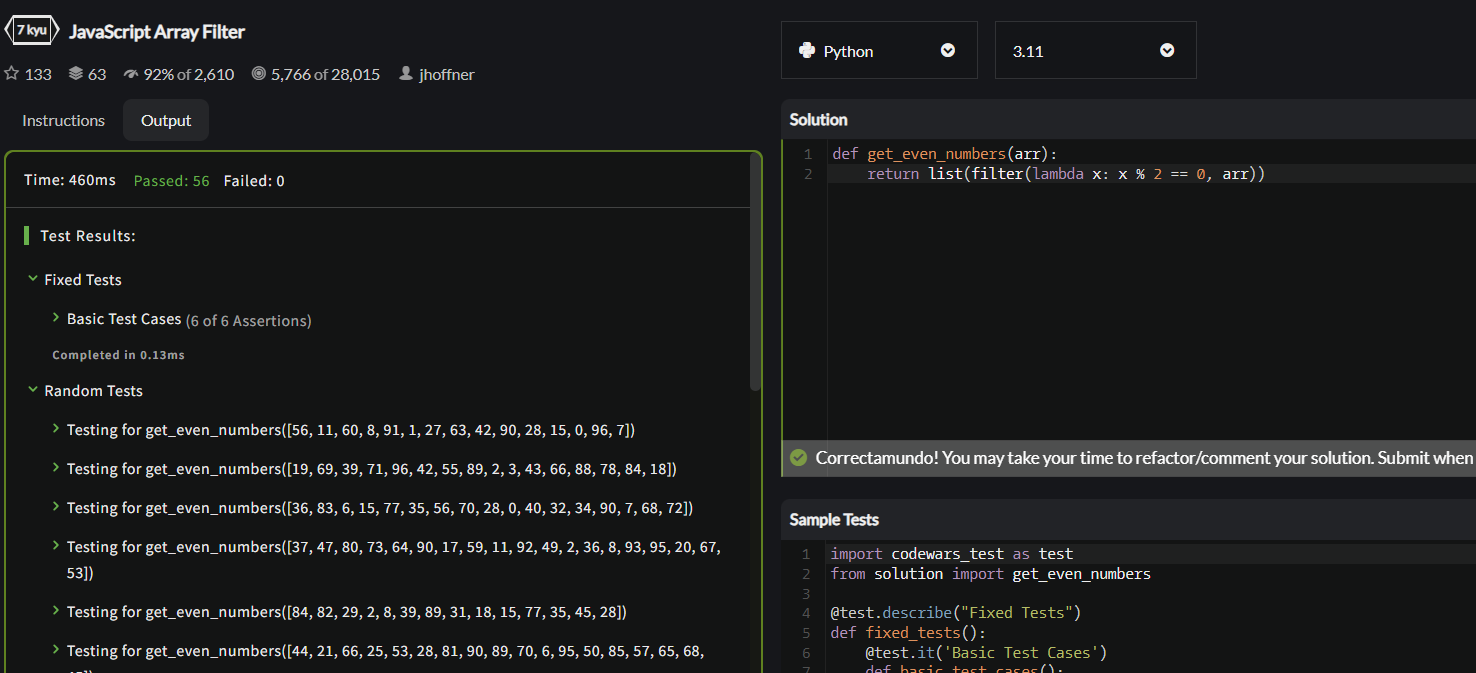 7 kyu JavaScript Array Filter
133 63 92% of 2,610 5,766 of 28,015 jhoffner
Instructions Output
Time: 460ms Passed: 56 Failed: 0
Test Results:
Fixed Tests
Basic Test Cases (6 of 6 Assertions)
Completed in 0.13ms
Random Tests
Testing for get_even_numbers([56, 11, 60, 8, 91, 1, 27, 63, 42, 90, 28, 15, 0, 96, 7])
Testing for get_even_numbers([19, 69, 39, 71, 96, 42, 55, 89, 2, 3, 43, 66, 88, 78, 84, 18])
Testing for get_even_numbers([36, 83, 6, 15, 77, 35, 56, 70, 28, 0, 40, 32, 34, 90, 7, 68, 72])
Testing for get_even_numbers([37, 47, 80, 73, 64, 90, 17, 59, 11, 92, 49, 2, 36, 8, 93, 95, 20, 67,
53])
Testing for get_even_numbers([84, 82, 29, 2, 8, 39, 89, 31, 18, 15, 77, 35, 45, 28])
Testing for get_even_numbers([44, 21, 66, 25, 53, 28, 81, 90, 89, 70, 6, 95, 50, 85, 57, 65, 68,
Python 3.11
Solution
1 def get_even_numbers(arr):
2 return list(filter(lambda x: x % 2 == 0, arr))
Correctamundo! You may take your time to refactor/comment your solution. Submit when
Sample Tests
1 import codewars_test as test
2 from solution import get_even_numbers
3
4 @test.describe("Fixed Tests")
5 def fixed_tests():
6 @test.it('Basic Test Cases')
7 def basic_test_cases():